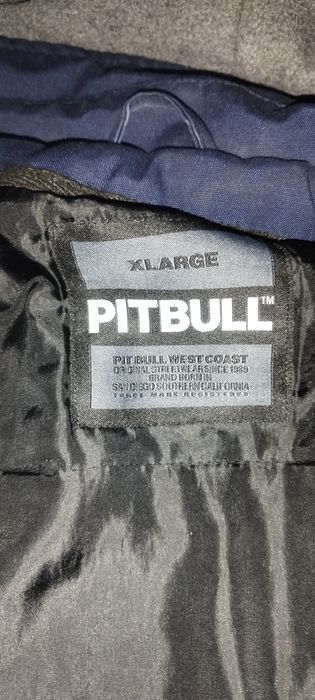 XLARGE
PITBULL™
PIT BULL WEST COAST
ORIGINAL STREETWEAR SINCE 1989
BRAND BORN IN
SAN DIEGO SOUTHERN CALIFORNIA
TRADE MARK REGISTERED